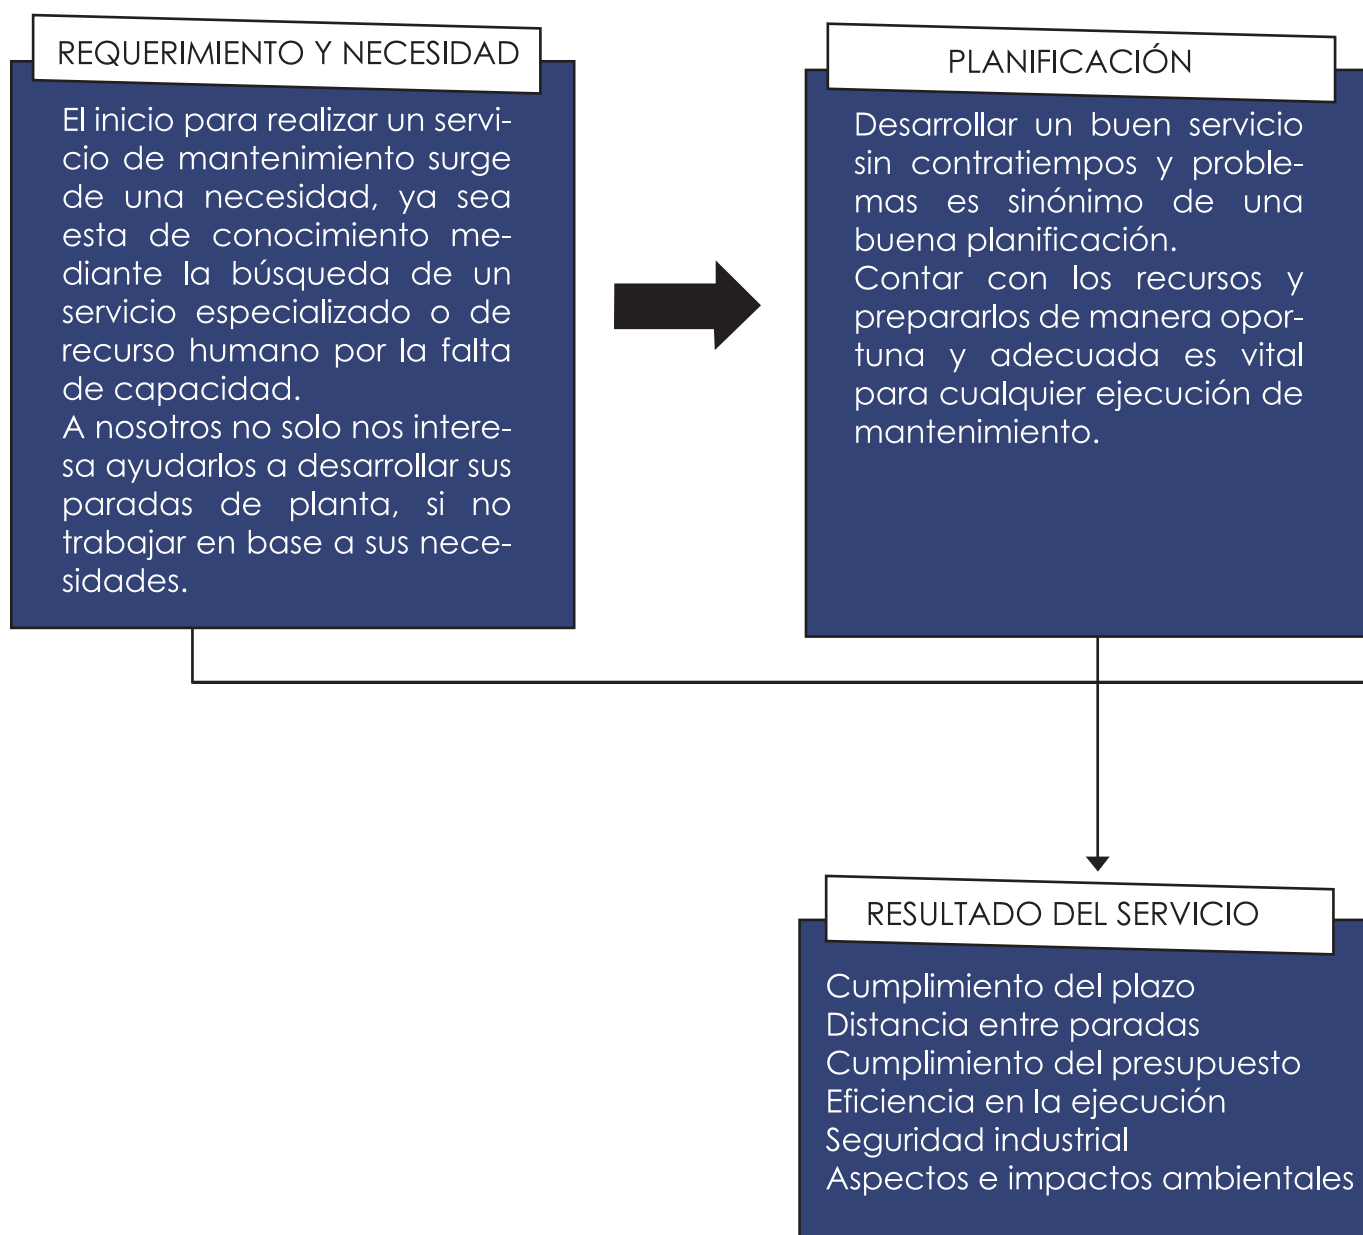 REQUERIMIENTO Y NECESIDAD
El inicio para realizar un servi-
cio de mantenimiento surge
de una necesidad, ya sea
esta de conocimiento me-
diante la búsqueda de un
servicio especializado o de
recurso humano por la falta
de capacidad.
A nosotros no solo nos intere-
sa ayudarlos a desarrollar sus
paradas de planta, si no
trabajar en base a sus nece-
sidades.
PLANIFICACIÓN
Desarrollar un buen servicio
sin contratiempos y proble-
mas es sinónimo de una
buena planificación.
Contar con los recursos y
prepararlos de manera opor-
tuna y adecuada es vital
para cualquier ejecución de
mantenimiento.
RESULTADO DEL SERVICIO
Cumplimiento del plazo
Distancia entre paradas
Cumplimiento del presupuesto
Eficiencia en la ejecución
Seguridad industrial
Aspectos e impactos ambientales